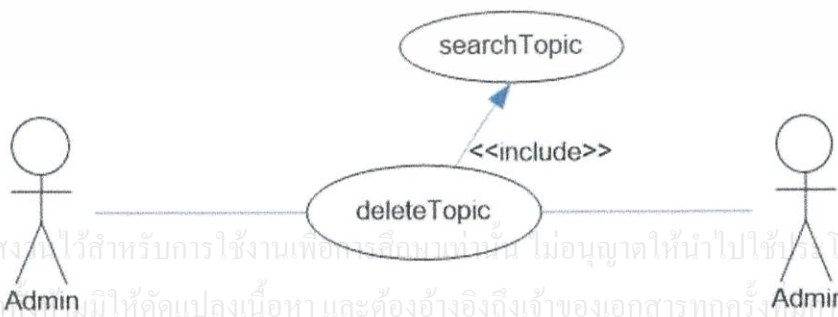 searchTopic
<<include>>
deleteTopic
ไว้สำหรับการใช้งานเพื่อการศึกษาเท่านั้น ไม่อนุญาตให้นำไปใช้
Admin
มิให้ดัดแปลงเนื้อหา และต้องอ้างอิงถึงเจ้าของเอกสารทุกครั้งที่
Admin